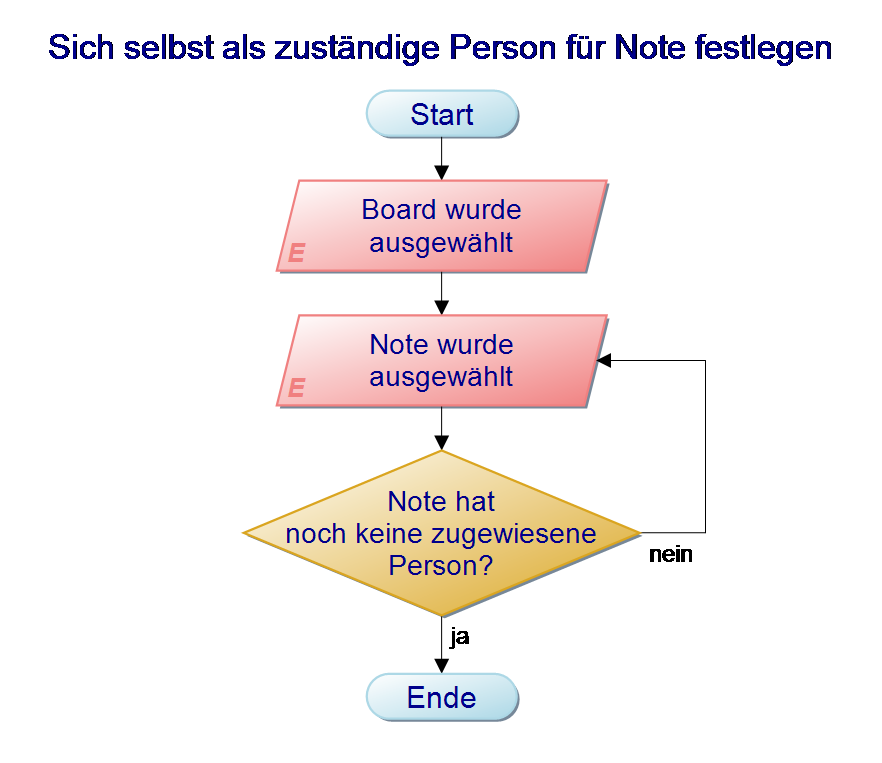 Sich selbst als zuständige Person für Note festlegen
Start
Board wurde
ausgewählt
E
Note wurde
ausgewählt
E
Note hat
noch keine zugewiesene
Person?
nein
ja
Ende